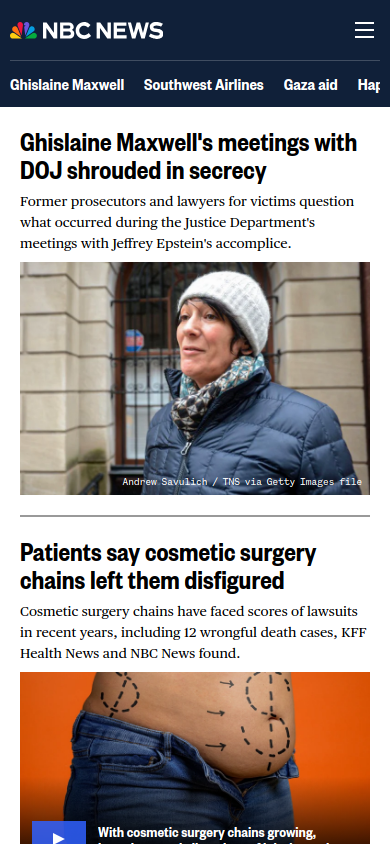 NBC NEWS
Ghislaine Maxwell Southwest Airlines Gaza aid
Ghislaine Maxwell's meetings with
DOJ shrouded in secrecy
Former prosecutors and lawyers for victims question
what occurred during the Justice Department's
meetings with Jeffrey Epstein's accomplice.
Andrew Savulich / TNS via Getty Images file
Patients say cosmetic surgery
chains left them disfigured
Cosmetic surgery chains have faced scores of lawsuits
in recent years, including 12 wrongful death cases, KFF
Health News and NBC News found.
With cosmetic surgery chains growing,